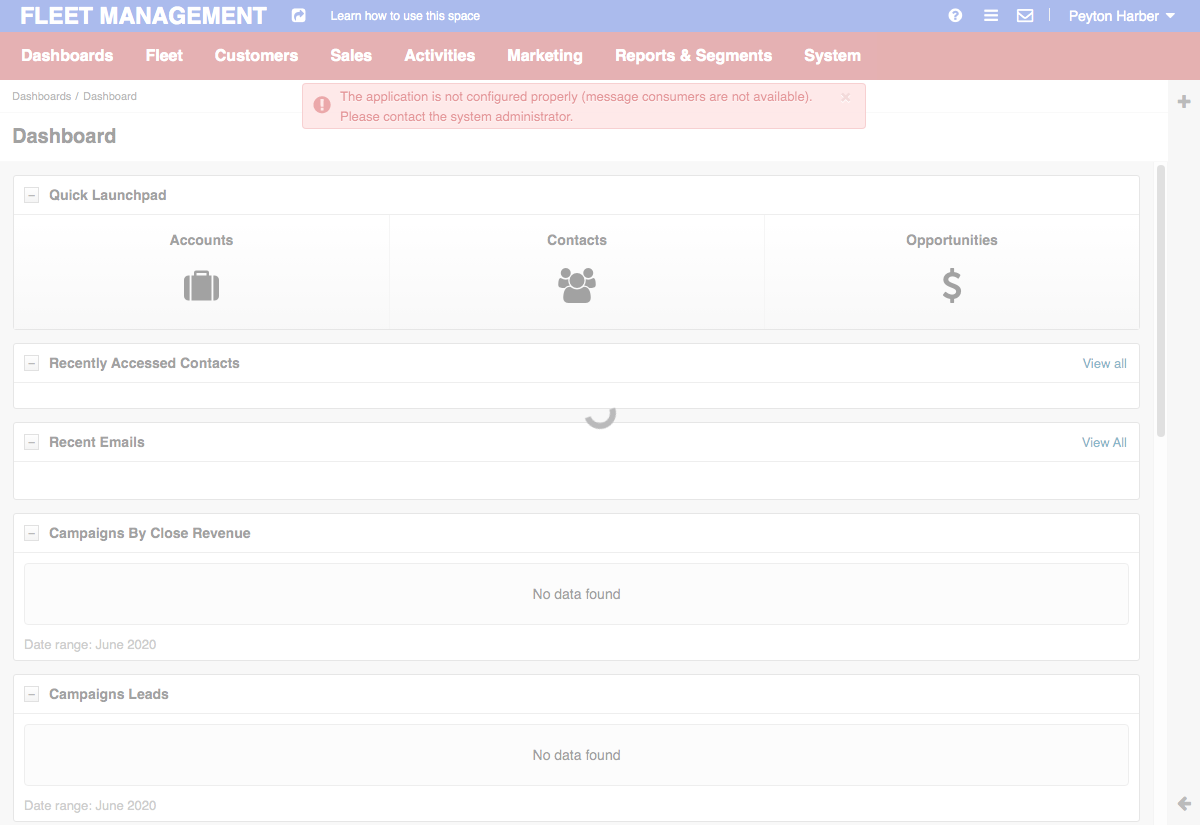 FLEET MANAGEMENT
Learn how to use this space
Peyton Harber
Dashboards Fleet Customers Sales Activities Marketing Reports & Segments System
Dashboards / Dashboard
The application is not configured properly (message consumers are not available).
Please contact the system administrator.
Dashboard
Quick Launchpad
Accounts
Contacts
Opportunities
Recently Accessed Contacts
View all
Recent Emails
View All
Campaigns By Close Revenue
No data found
Date range: June 2020
Campaigns Leads
No data found
Date range: June 2020